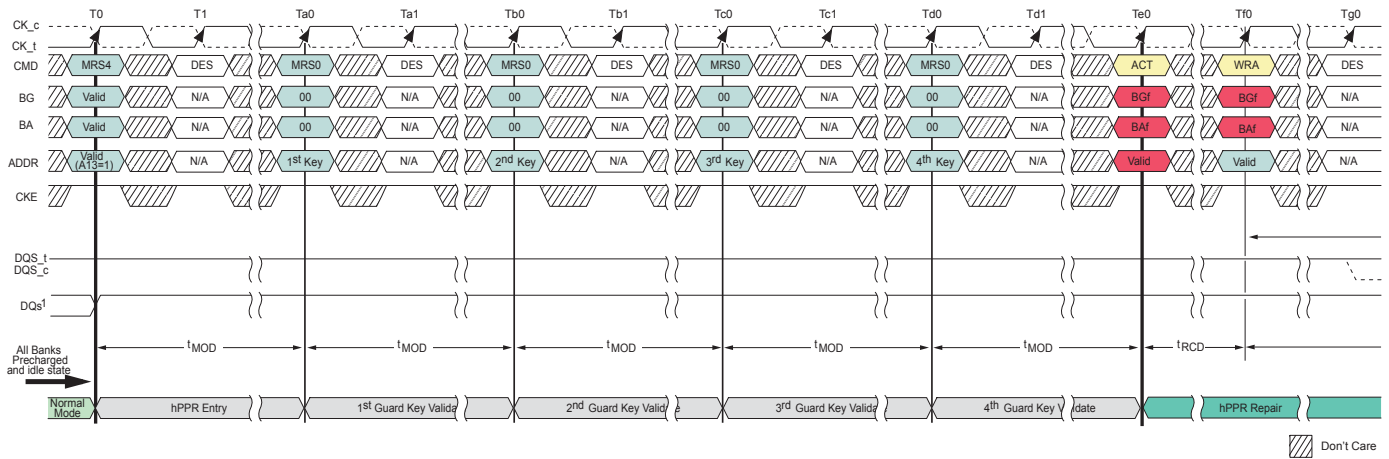 T0 T1 Ta0 Ta1 Tb0 Tb1 Tc0 Tc1 Td0 Td1 Te0 Tf0 Tg0
CK_c
CK_t
CMD MRS4 DES MRS0 DES MRS0 DES MRS0 DES MRS0 DES ACT WRA DES
BG Valid N/A 00 N/A 00 N/A 00 N/A 00 N/A BGf BGf N/A
BA Valid N/A 00 N/A 00 N/A 00 N/A 00 N/A BAf BAf N/A
ADDR Valid (A13=1) N/A 1st Key N/A 2nd Key N/A 3rd Key N/A 4th Key N/A Valid Valid N/A
CKE
DQS_t
DQS_c
DQs1
tMOD tMOD tMOD tMOD tMOD tRCD
All Banks
Precharged
and idle state
Normal Mode hPPR Entry 1st Guard Key Valida 2nd Guard Key Valid e 3rd Guard Key Valida 4th Guard Key V idate hPPR Repair
Don't Care